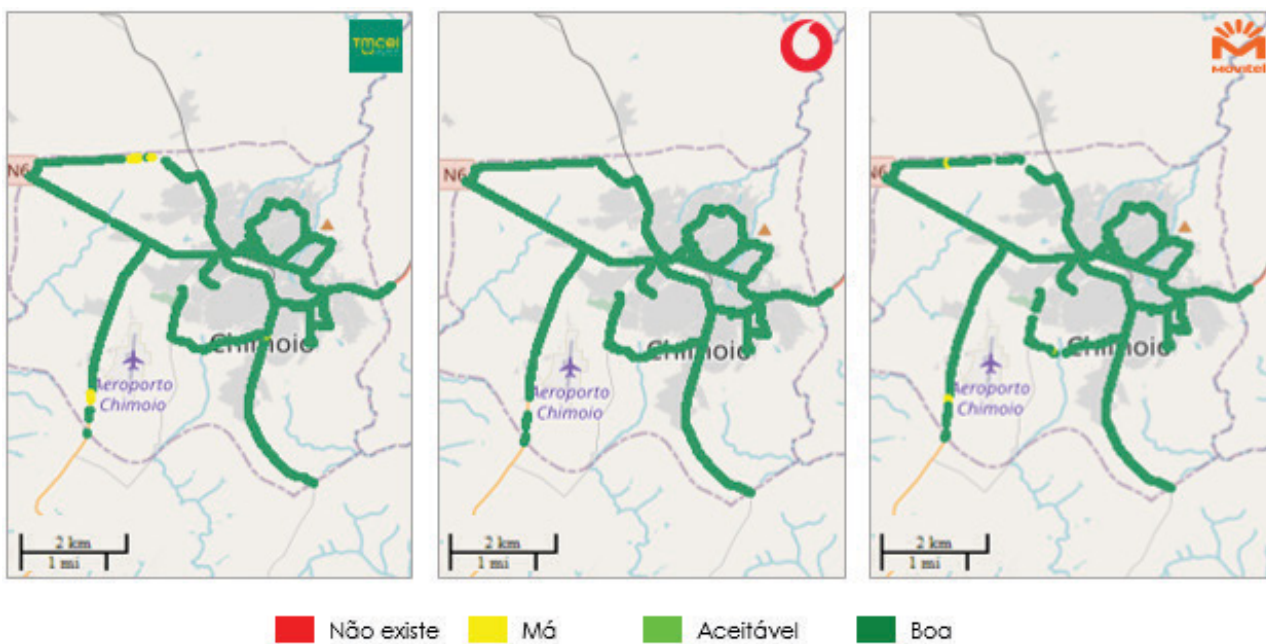 Tmcel
Movitel
N6
Chimoio
Aeroporto
Chimoio
2 km
1 mi
N6
Chimoio
Aeroporto
Chimoio
2 km
1 mi
N6
Chimoio
Aeroporto
Chimoio
2 km
1 mi
Não existe Má Aceitável Boa